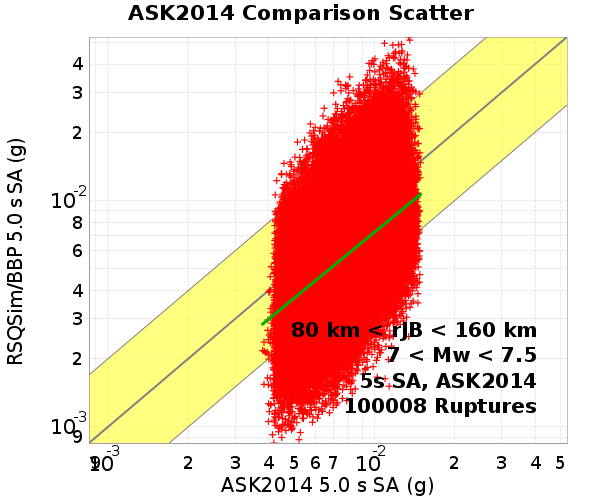 ASK2014 Comparison Scatter
RSQSim/BBP 5.0 s SA (g)
4
3
2
10-2
8
6
4
3
2
10-3
9
80 km < rJB < 160 km
7 < Mw < 7.5
5s SA, ASK2014
100008 Ruptures
9 10-3 2 3 4 5 6 7 10-2 2 3 4 5
ASK2014 5.0 s SA (g)